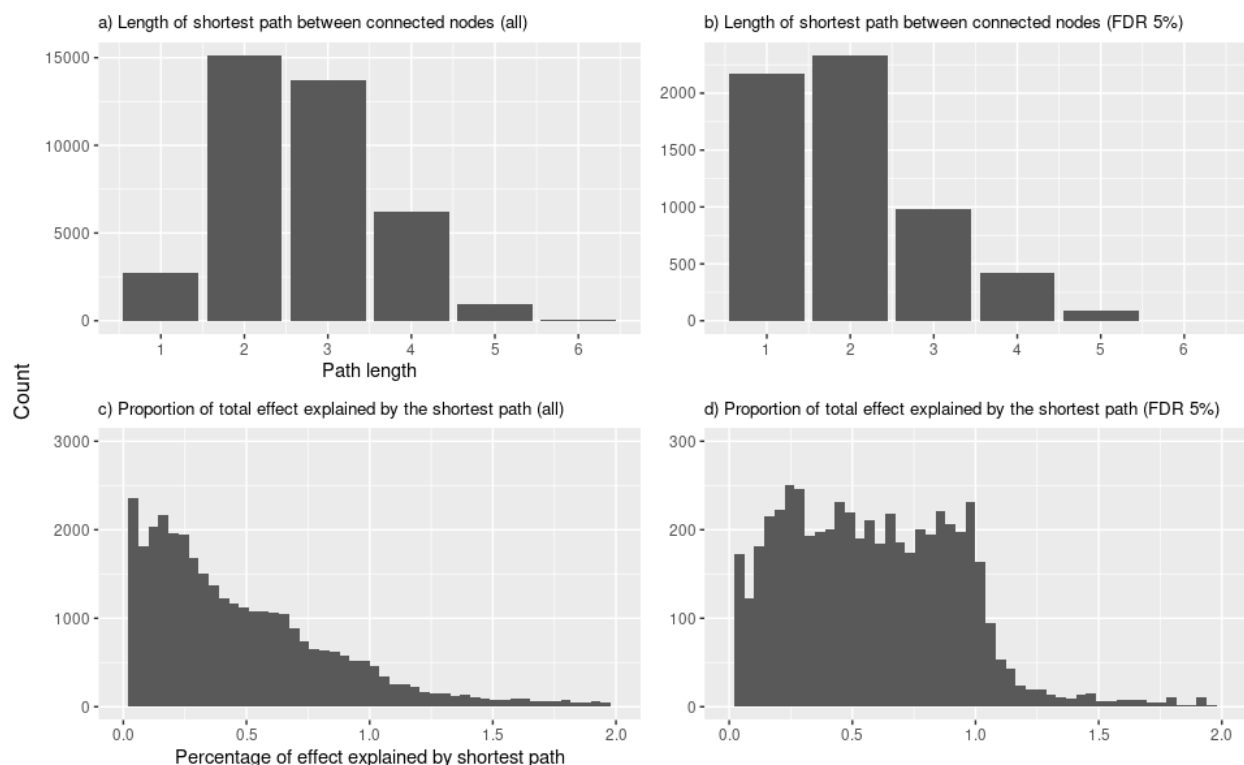 a) Length of shortest path between connected nodes (all)
15000
10000
5000
0
1 2 3 4 5 6
Path length
b) Length of shortest path between connected nodes (FDR 5%)
2000
1500
1000
500
0
1 2 3 4 5 6
Count
c) Proportion of total effect explained by the shortest path (all)
3000
2000
1000
0
0.0 0.5 1.0 1.5 2.0
Percentage of effect explained by shortest path
d) Proportion of total effect explained by the shortest path (FDR 5%)
300
200
100
0
0.0 0.5 1.0 1.5 2.0